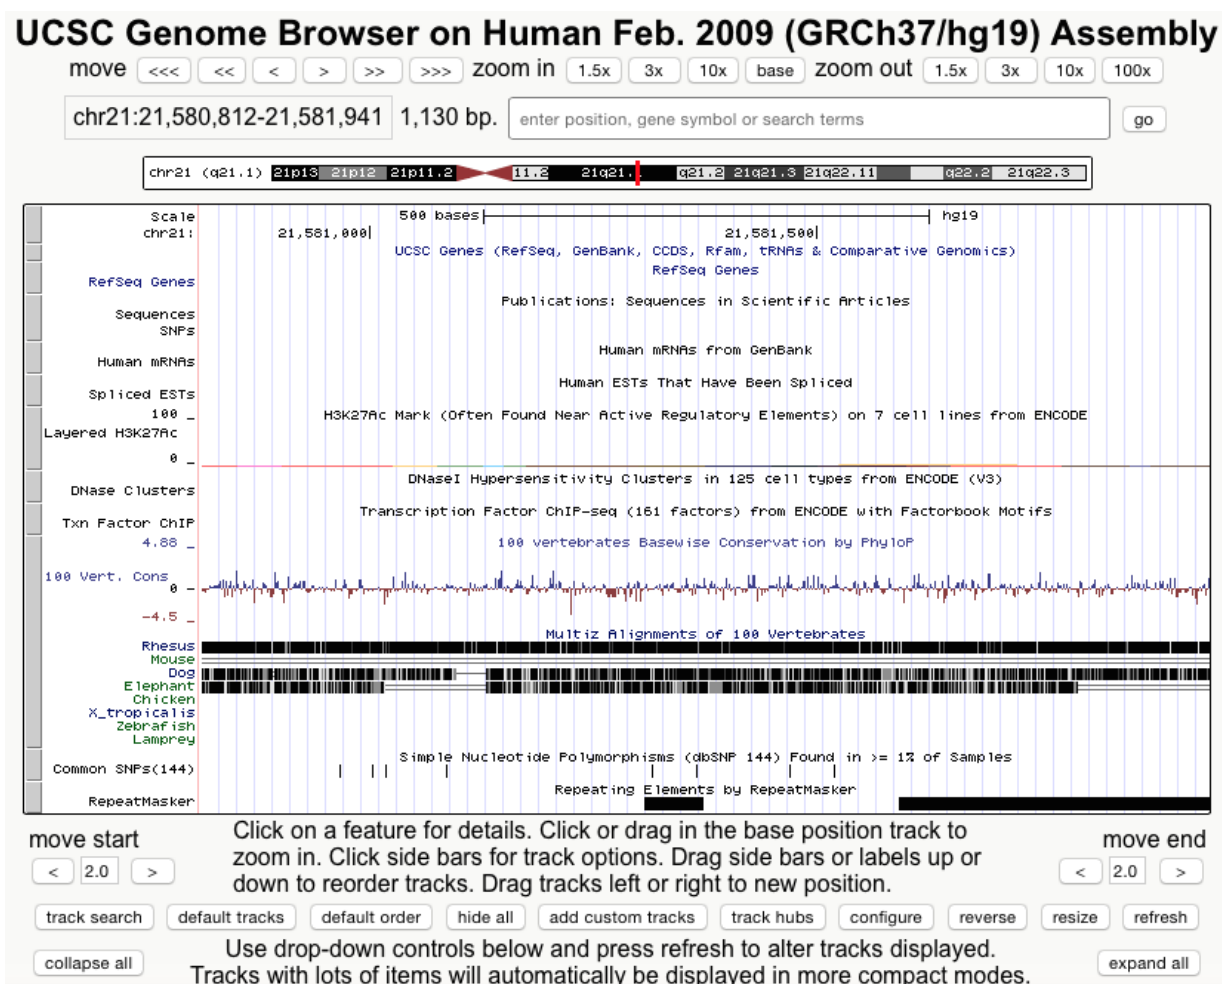 UCSC Genome Browser on Human Feb. 2009 (GRCh37/hg19) Assembly
move <<< << < > >> >>> zoom in 1.5x 3x 10x base zoom out 1.5x 3x 10x 100x
chr21:21,580,812-21,581,941 1,130 bp. enter position, gene symbol or search terms go
chr21 (q21.1) 21p13 21p12 21p11.2 11.2 21q21. q21.2 21q21.3 21q22.11 q22.2 21q22.3
Scale 500 bases hg19
chr21: 21,581,000 21,581,500
UCSC Genes (RefSeq, GenBank, CCDS, Rfam, tRNAs & Comparative Genomics)
RefSeq Genes
RefSeq Genes
Publications: Sequences in Scientific Articles
Sequences
SNPs
Human mRNAs from GenBank
Human mRNAs
Human ESTs That Have Been Spliced
Spliced ESTs
100 _ H3K27Ac Mark (Often Found Near Active Regulatory Elements) on 7 cell lines from ENCODE
Layered H3K27Ac
0 _
DNaseI Hypersensitivity Clusters in 125 cell types from ENCODE (V3)
DNase Clusters
Transcription Factor ChIP-seq (161 factors) from ENCODE with Factorbook Motifs
Txn Factor ChIP
4.88 _ 100 vertebrates Basewise Conservation by PhyloP
100 Vert. Cons
0 -
-4.5 _
Multiz Alignments of 100 Vertebrates
Rhesus
Mouse
Dog
Elephant
Chicken
X_tropicalis
Zebrafish
Lamprey
Simple Nucleotide Polymorphisms (dbSNP 144) Found in >= 1% of Samples
Common SNPs(144)
Repeating Elements by RepeatMasker
RepeatMasker
move start Click on a feature for details. Click or drag in the base position track to move end
< 2.0 > zoom in. Click side bars for track options. Drag side bars or labels up or < 2.0 >
down to reorder tracks. Drag tracks left or right to new position.
track search default tracks default order hide all add custom tracks track hubs configure reverse resize refresh
collapse all Use drop-down controls below and press refresh to alter tracks displayed. expand all
Tracks with lots of items will automatically be displayed in more compact modes.